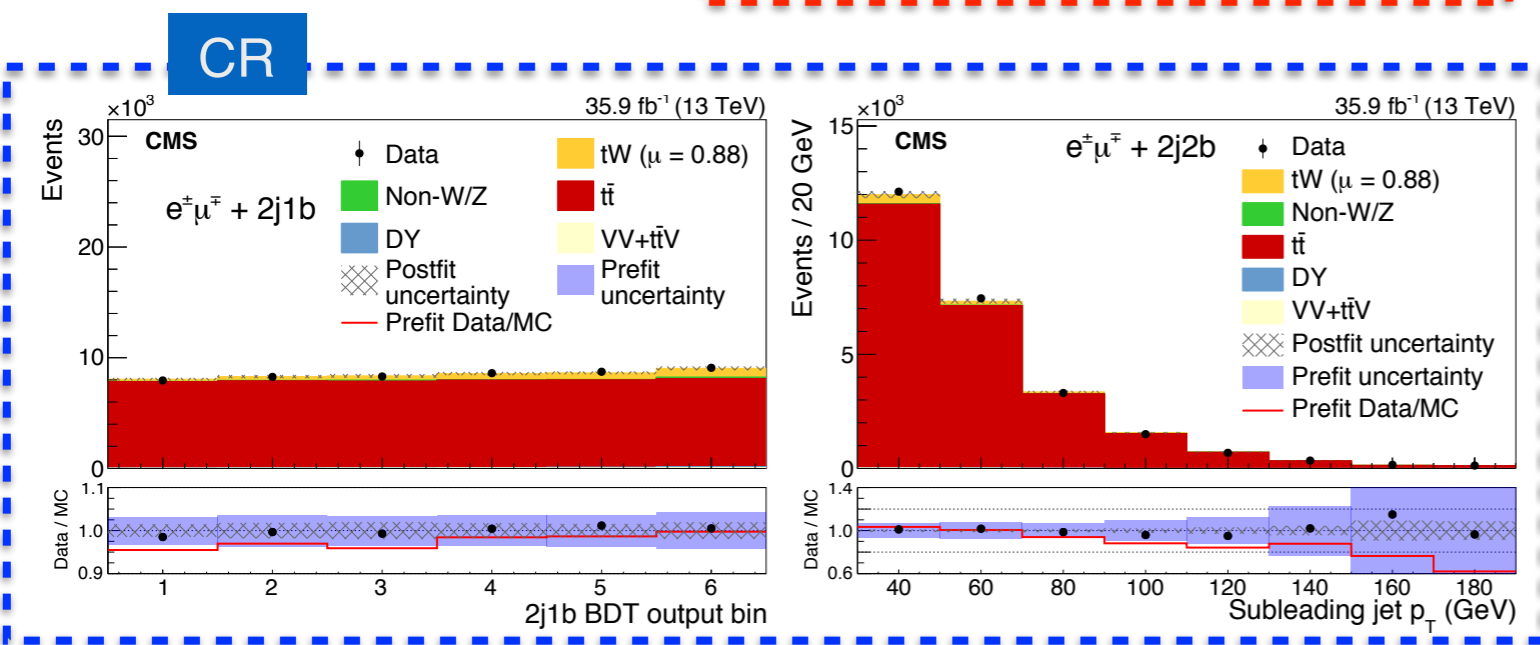 CR
×10³
35.9 fb⁻¹ (13 TeV)
Events
CMS
e±μ∓ + 2j1b
Data
tW (μ = 0.88)
Non-W/Z
tt̄
DY
VV+tt̄V
Postfit
uncertainty
Prefit
uncertainty
Prefit Data/MC
30
20
10
0
Data / MC
1.1
1.0
0.9
1 2 3 4 5 6
2j1b BDT output bin
×10³
35.9 fb⁻¹ (13 TeV)
Events / 20 GeV
CMS
e±μ∓ + 2j2b
Data
tW (μ = 0.88)
Non-W/Z
tt̄
DY
VV+tt̄V
Postfit uncertainty
Prefit uncertainty
Prefit Data/MC
15
10
5
0
Data / MC
1.4
1.0
0.6
40 60 80 100 120 140 160 180
Subleading jet p_T (GeV)